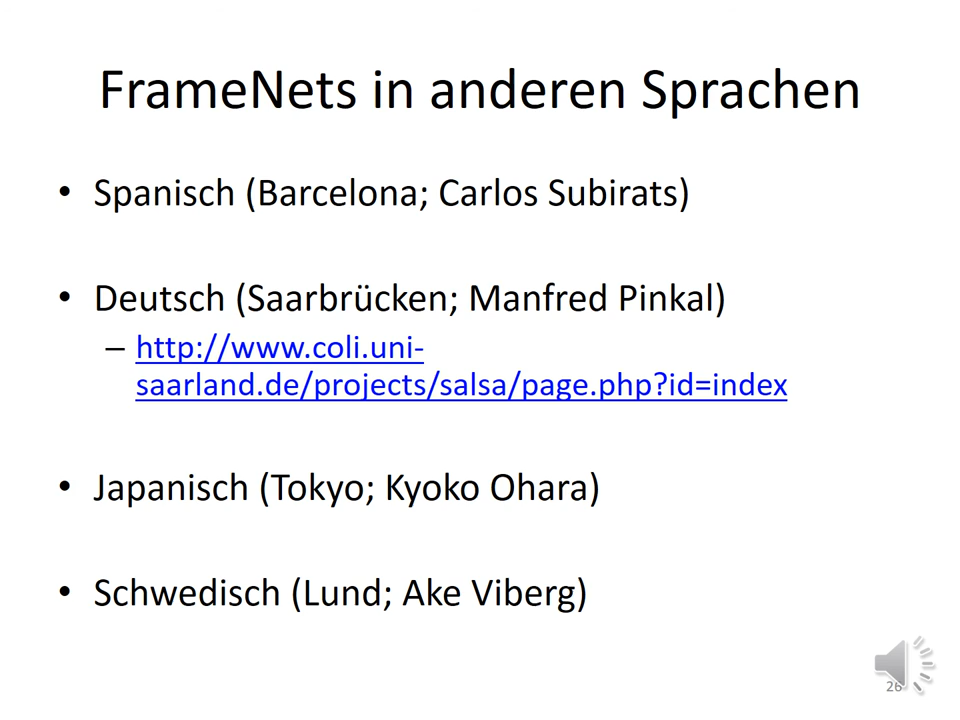 FrameNets in anderen Sprachen
• Spanisch (Barcelona; Carlos Subirats)
• Deutsch (Saarbrücken; Manfred Pinkal)
– http://www.coli.uni-
saarland.de/projects/salsa/page.php?id=index
• Japanisch (Tokyo; Kyoko Ohara)
• Schwedisch (Lund; Ake Viberg)
26